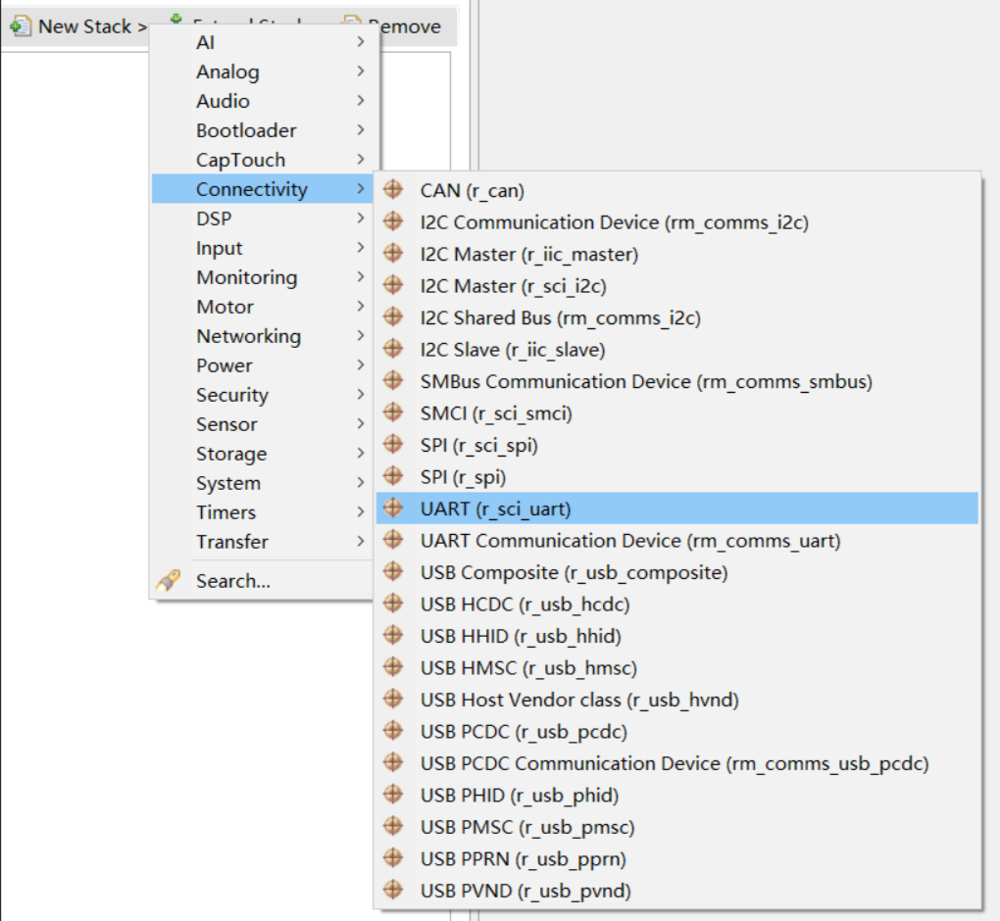 New Stack >
Remove
AI
Analog
Audio
Bootloader
CapTouch
Connectivity
DSP
Input
Monitoring
Motor
Networking
Power
Security
Sensor
Storage
System
Timers
Transfer
Search...
CAN (r_can)
I2C Communication Device (rm_comms_i2c)
I2C Master (r_iic_master)
I2C Master (r_sci_i2c)
I2C Shared Bus (rm_comms_i2c)
I2C Slave (r_iic_slave)
SMBus Communication Device (rm_comms_smbus)
SMCI (r_sci_smci)
SPI (r_sci_spi)
SPI (r_spi)
UART (r_sci_uart)
UART Communication Device (rm_comms_uart)
USB Composite (r_usb_composite)
USB HCDC (r_usb_hcdc)
USB HHID (r_usb_hhid)
USB HMSC (r_usb_hmsc)
USB Host Vendor class (r_usb_hvnd)
USB PCDC (r_usb_pcdc)
USB PCDC Communication Device (rm_comms_usb_pcdc)
USB PHID (r_usb_phid)
USB PMSC (r_usb_pmsc)
USB PPRN (r_usb_pprn)
USB PVND (r_usb_pvnd)